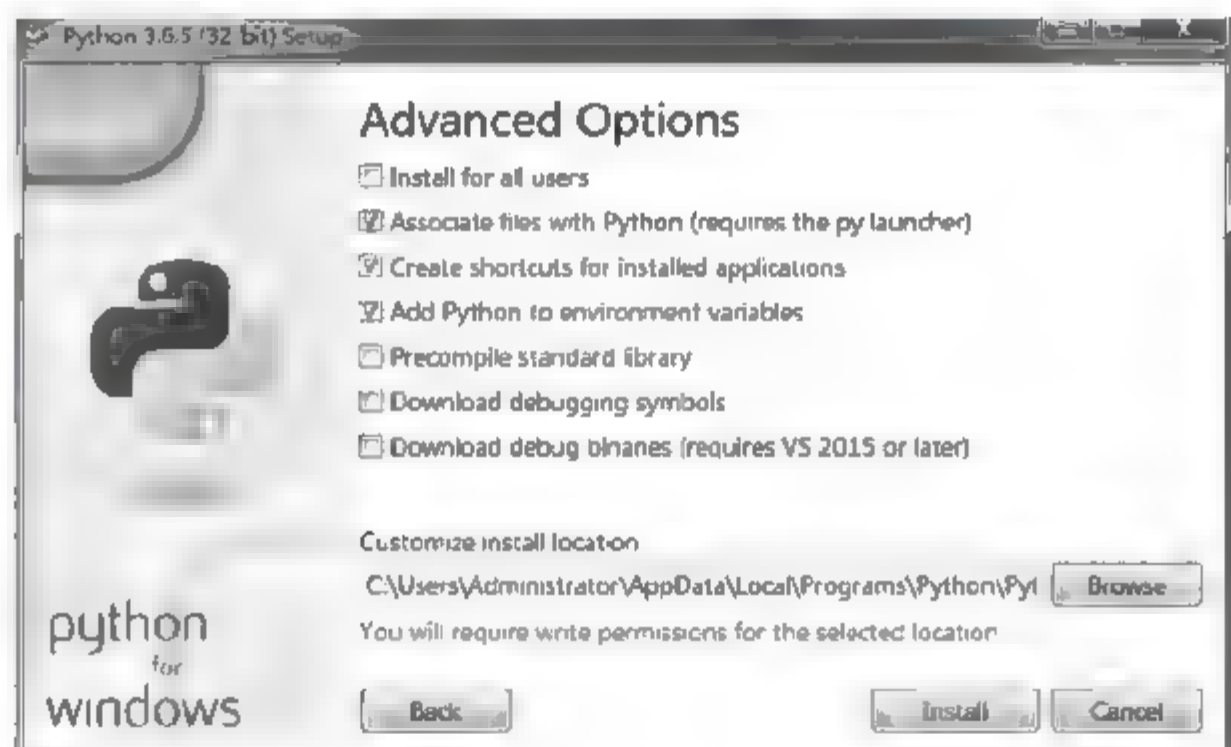 Python 3.6.5 (32 bit) Setup
Advanced Options
Install for all users
Associate files with Python (requires the py launcher)
Create shortcuts for installed applications
Add Python to environment variables
Precompile standard library
Download debugging symbols
Download debug binaries (requires VS 2015 or later)
Customize install location
C:\Users\Administrator\AppData\Local\Programs\Python\Pyt
Browse
You will require write permissions for the selected location
python
for
windows
Back
Install
Cancel